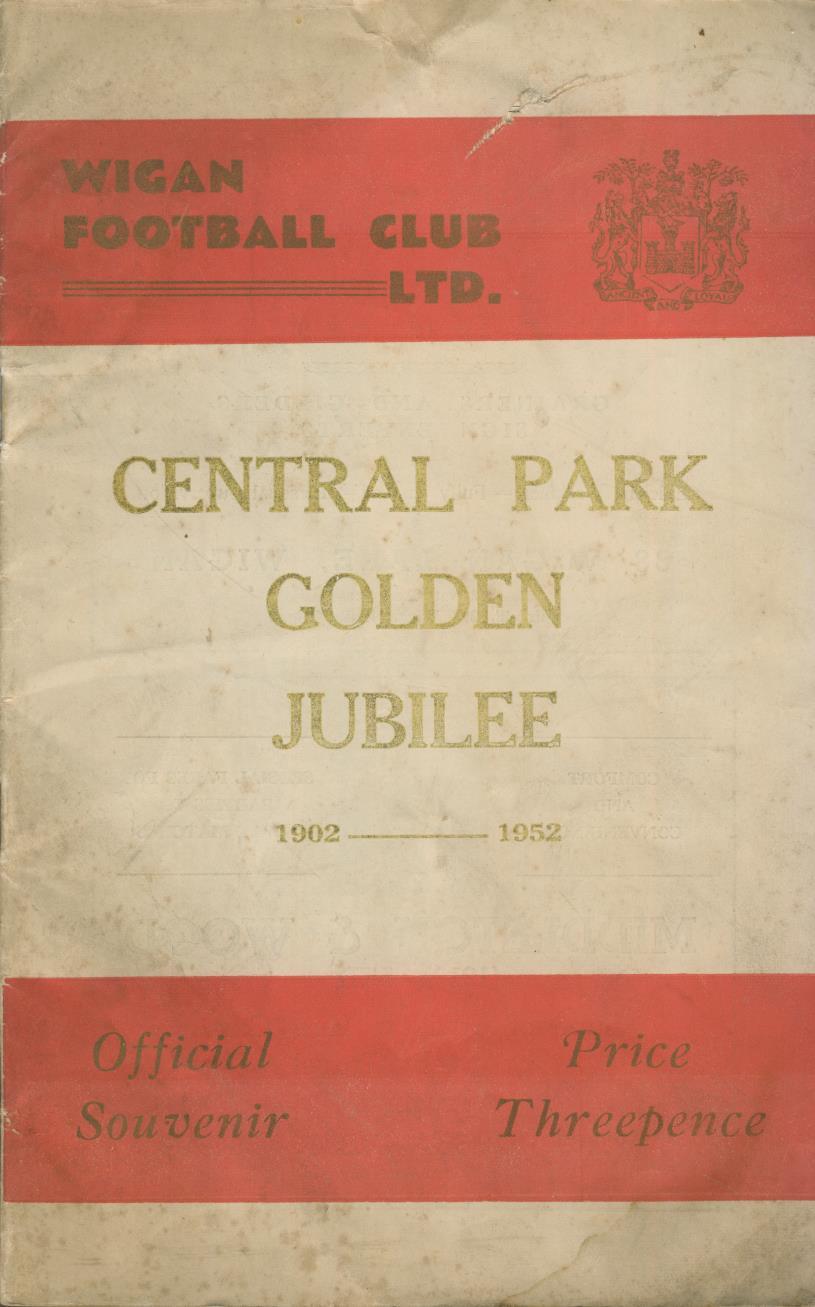 WIGAN
FOOTBALL CLUB
LTD.
ANCIENT AND LOYAL
CENTRAL PARK
GOLDEN
JUBILEE
1902 — 1952
Official Souvenir
Price Threepence